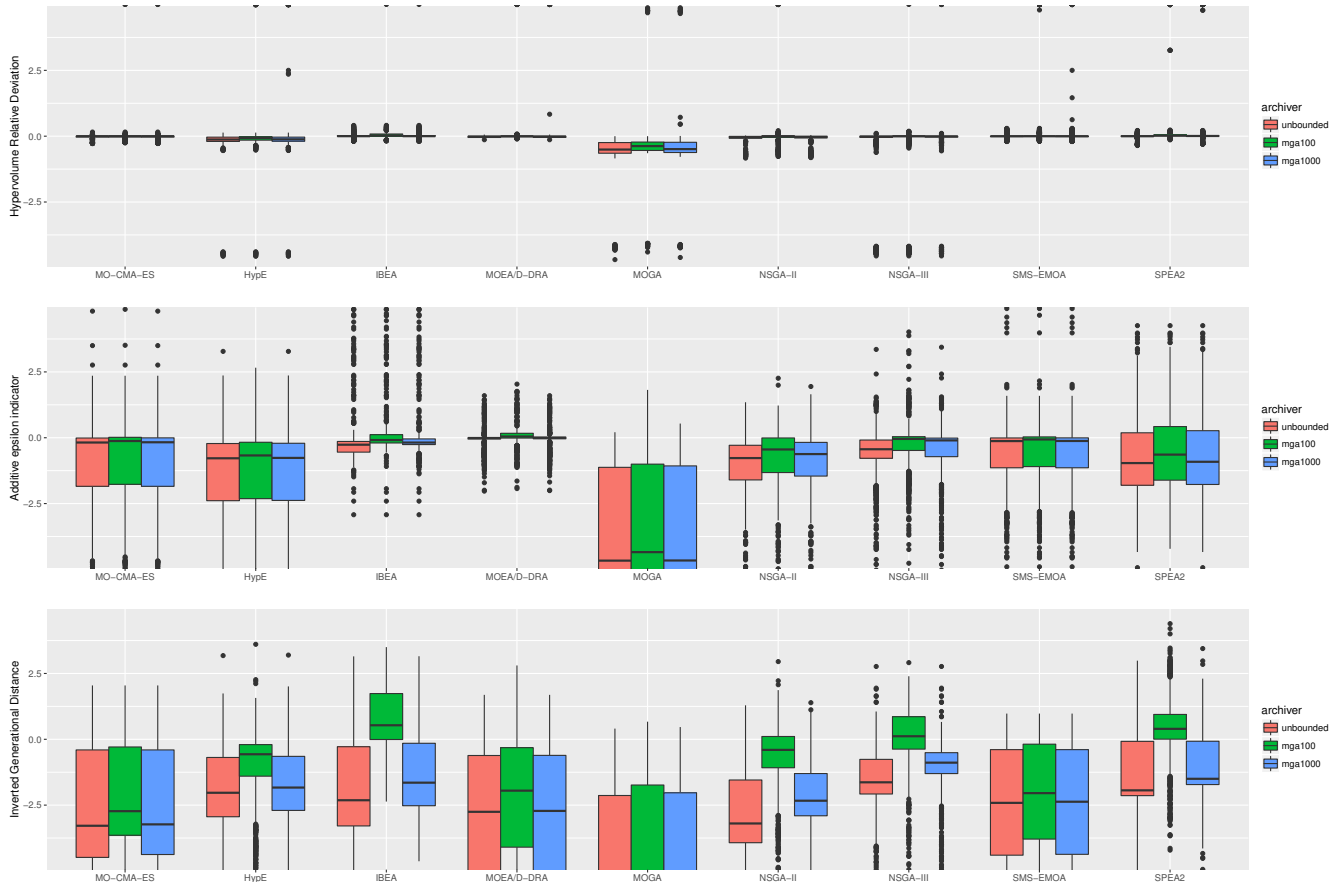 Hypervolume Relative Deviation
2.5
0.0
−2.5
MO−CMA−ES HypE IBEA MOEA/D−DRA MOGA NSGA−II NSGA−III SMS−EMOA SPEA2
archiver
unbounded
mga100
mga1000
Additive epsilon indicator
2.5
0.0
−2.5
MO−CMA−ES HypE IBEA MOEA/D−DRA MOGA NSGA−II NSGA−III SMS−EMOA SPEA2
archiver
unbounded
mga100
mga1000
Inverted Generational Distance
2.5
0.0
−2.5
MO−CMA−ES HypE IBEA MOEA/D−DRA MOGA NSGA−II NSGA−III SMS−EMOA SPEA2
archiver
unbounded
mga100
mga1000